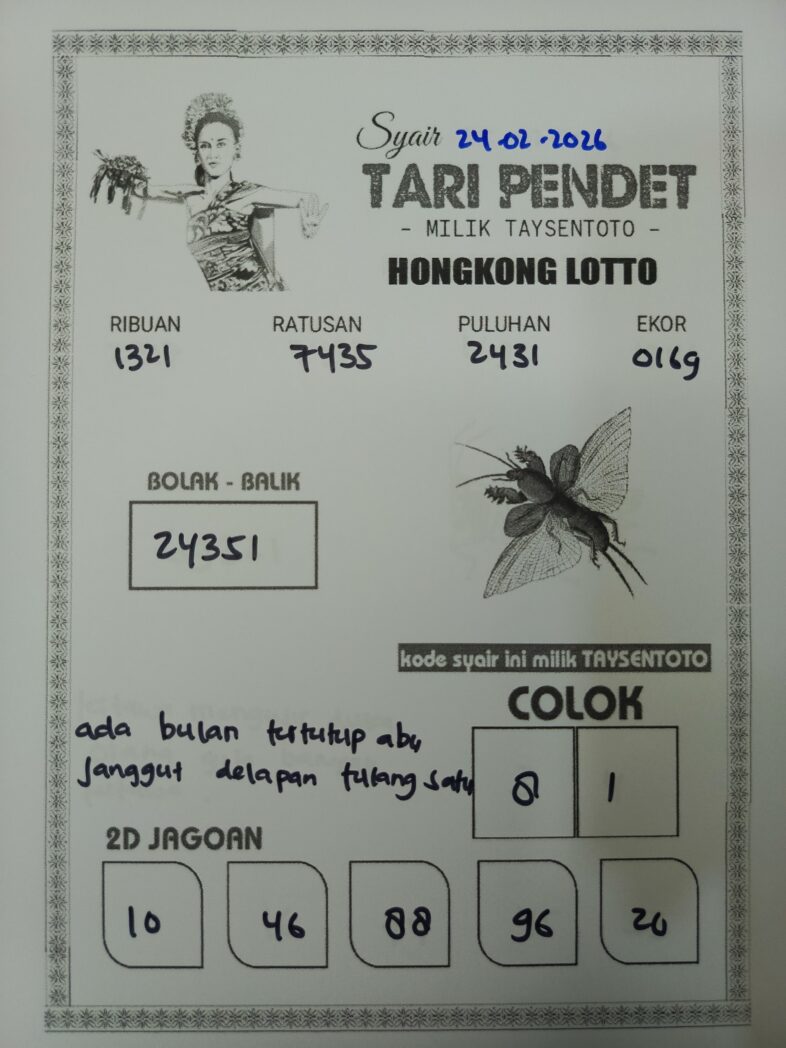 Syair 24-02-2026
TARI PENDET
- MILIK TAYSENTOTO -
HONGKONG LOTTO
RIBUAN RATUSAN PULUHAN EKOR
1321 7435 2431 0169
BOLAK - BALIK
24351
kode syair ini milik TAYSENTOTO
COLOK
8 1
ada bulan tertutup abu
Janggut delapan tulang satu
2D JAGOAN
10 46 88 96 20